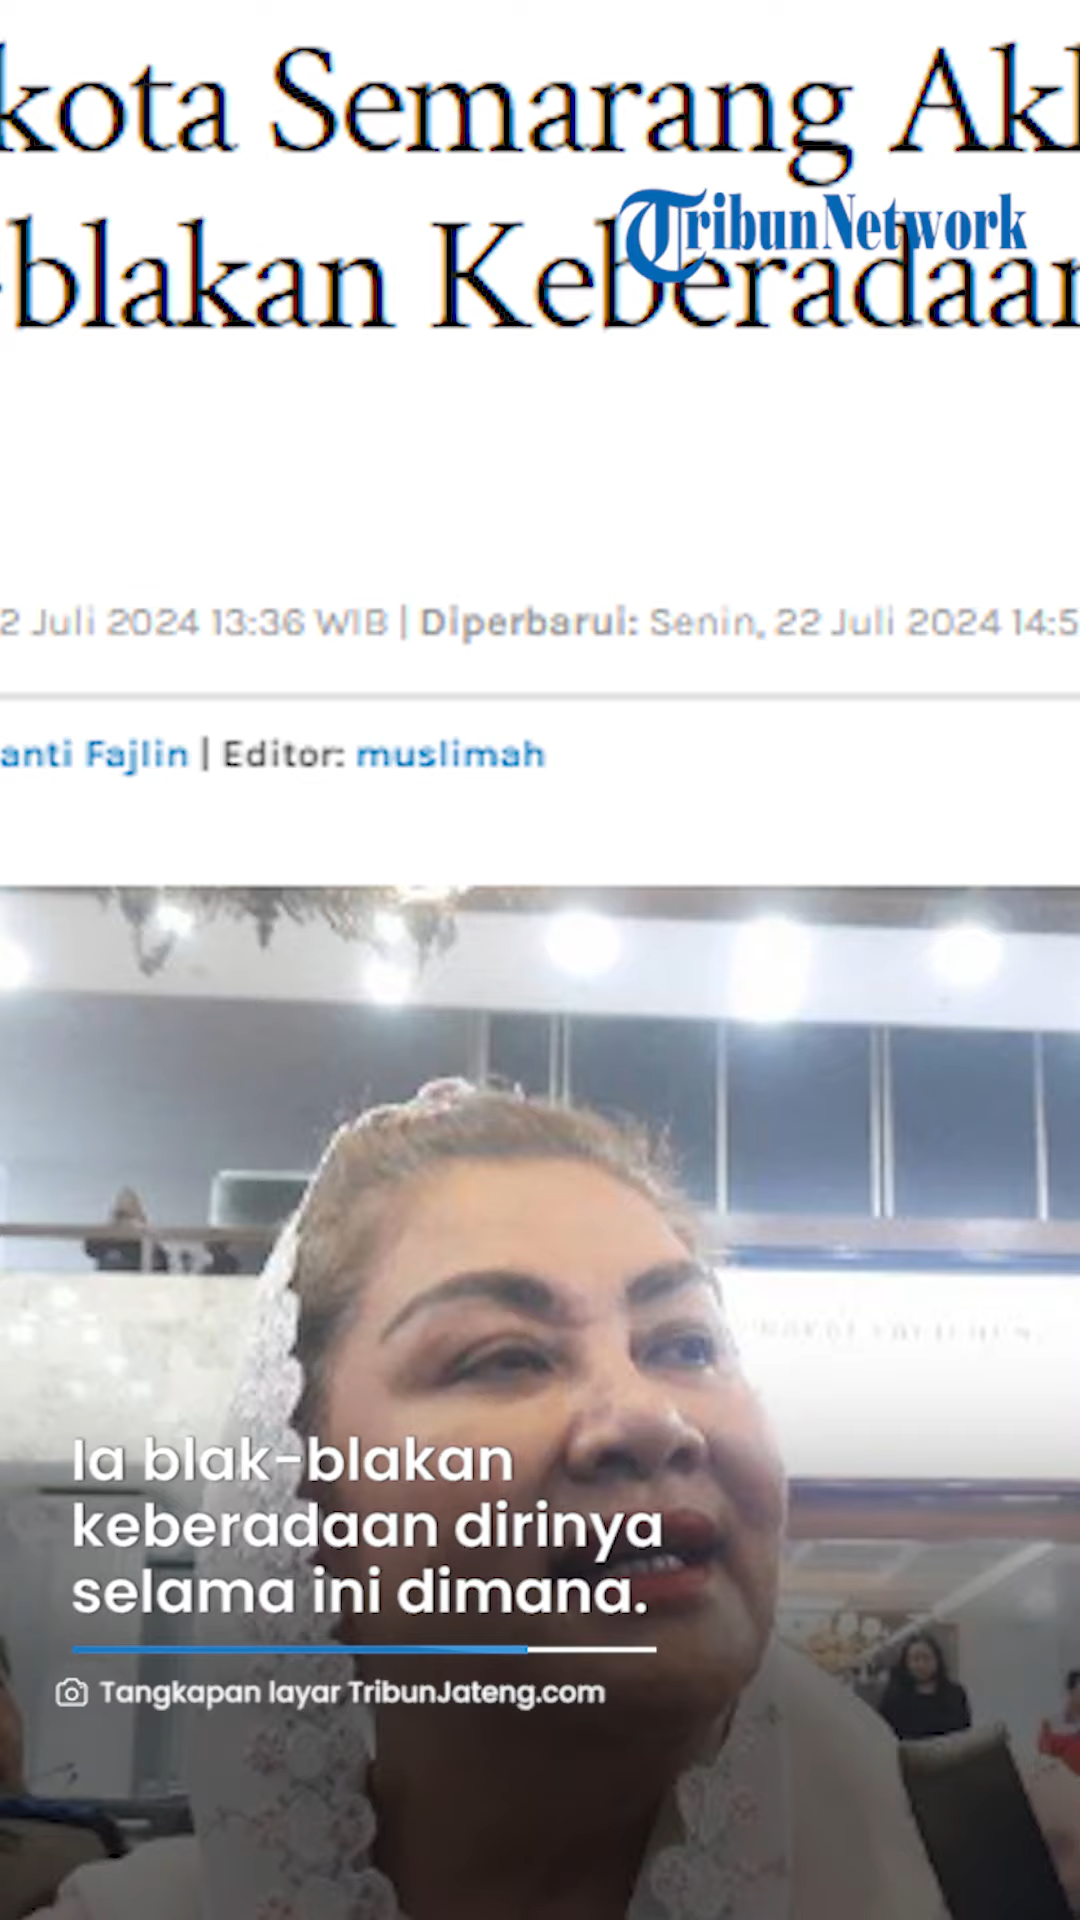 kota Semarang Ak
TribunNetwork
-blakan Keberadaan
2 Juli 2024 13:36 WIB | Diperbarui: Senin, 22 Juli 2024 14:5
anti Fajlin | Editor: muslimah
Ia blak-blakan
keberadaan dirinya
selama ini dimana.
Tangkapan layar TribunJateng.com